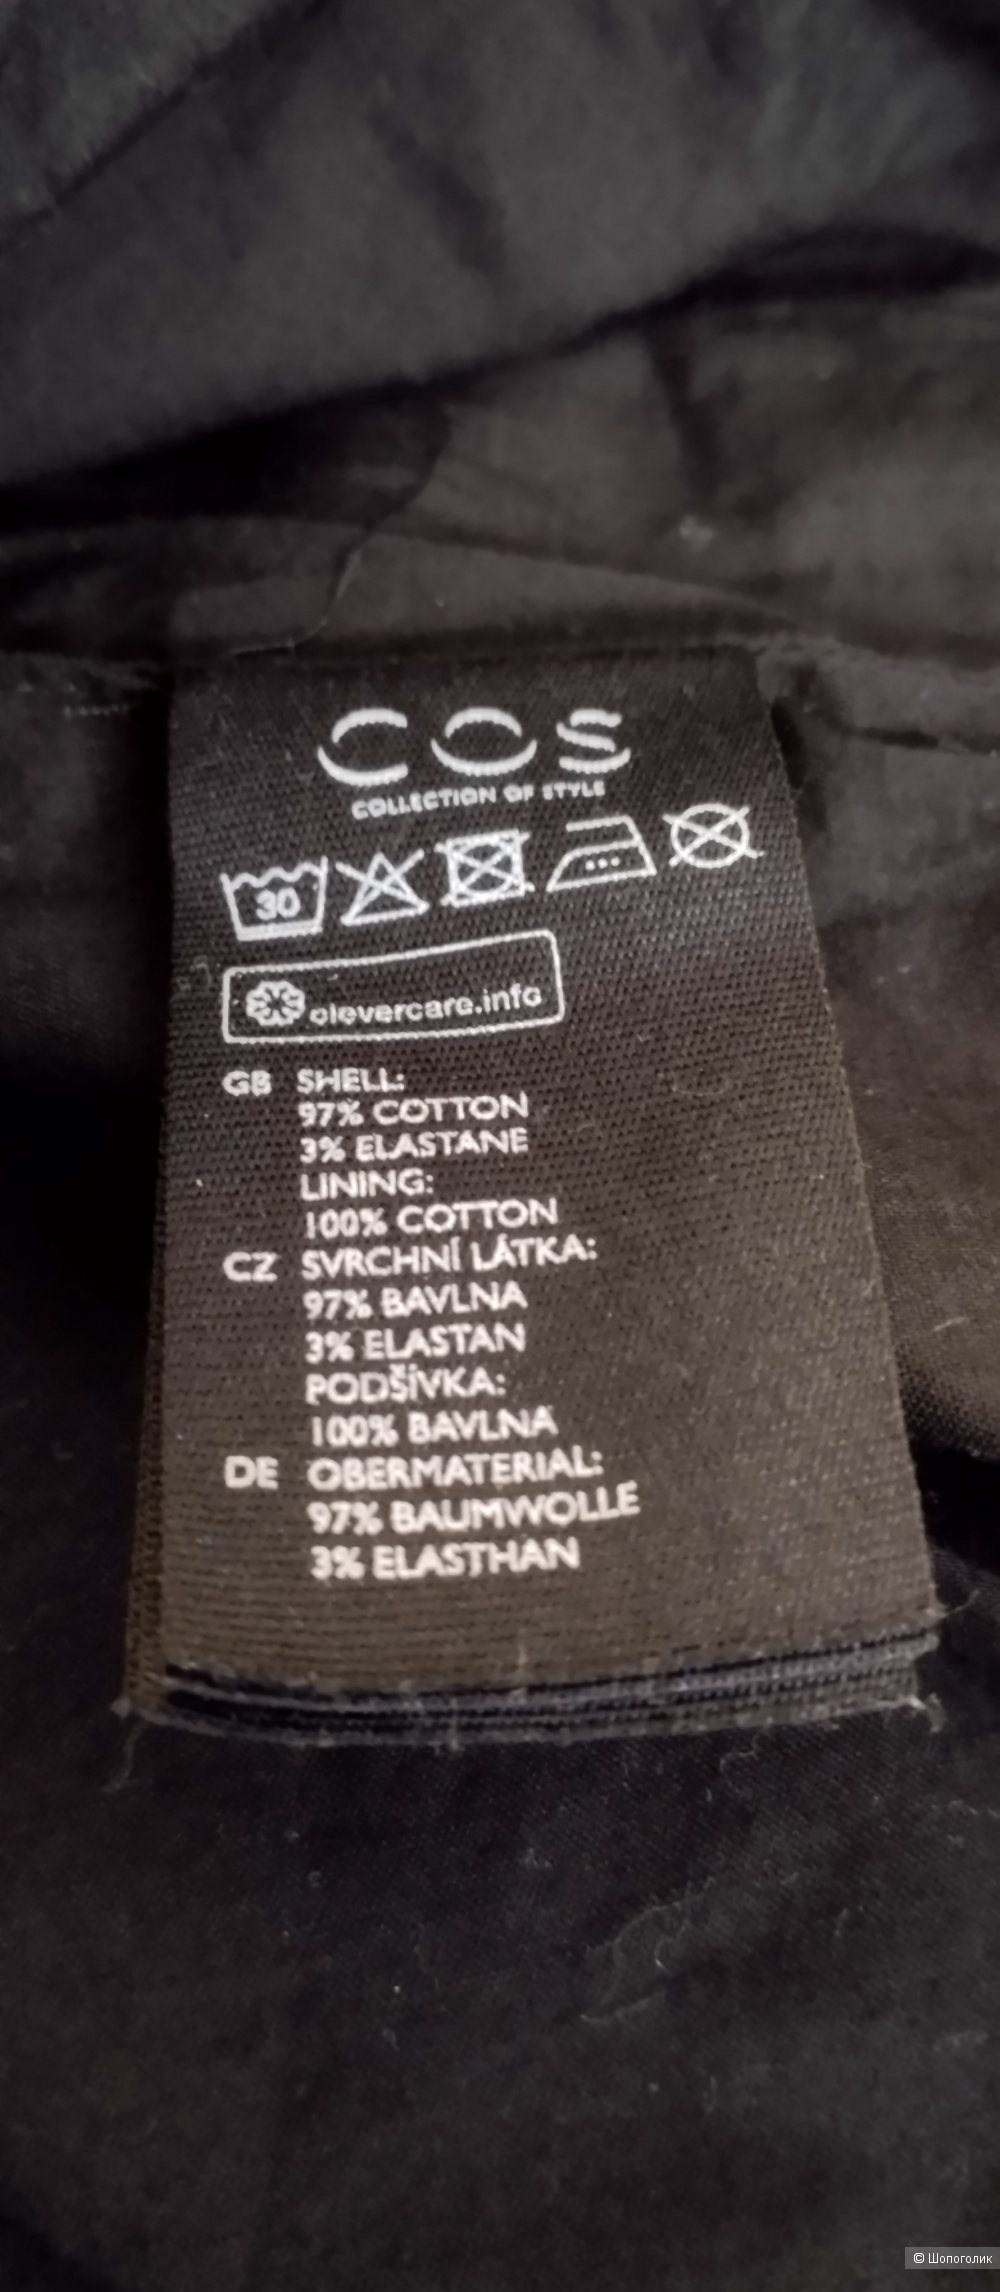 COS
COLLECTION OF STYLE
30
clevercare.info
GB SHELL:
97% COTTON
3% ELASTANE
LINING:
100% COTTON
CZ SVRCHNÍ LÁTKA:
97% BAVLNA
3% ELASTAN
PODŠÍVKA:
100% BAVLNA
DE OBERMATERIAL:
97% BAUMWOLLE
3% ELASTHAN
© Шопоголик